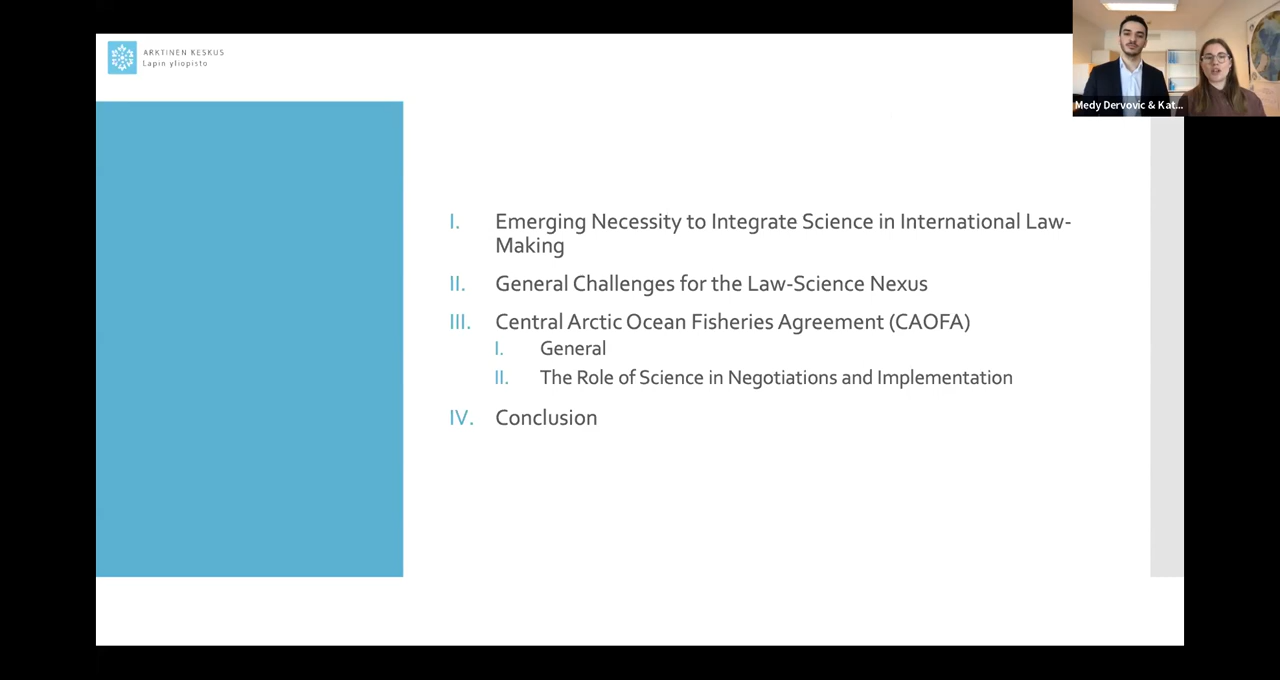 ARKTINEN KESKUS
Lapin yliopisto
Medy Dervovic & Kat...
I. Emerging Necessity to Integrate Science in International Law-
Making
II. General Challenges for the Law-Science Nexus
III. Central Arctic Ocean Fisheries Agreement (CAOFA)
I. General
II. The Role of Science in Negotiations and Implementation
IV. Conclusion